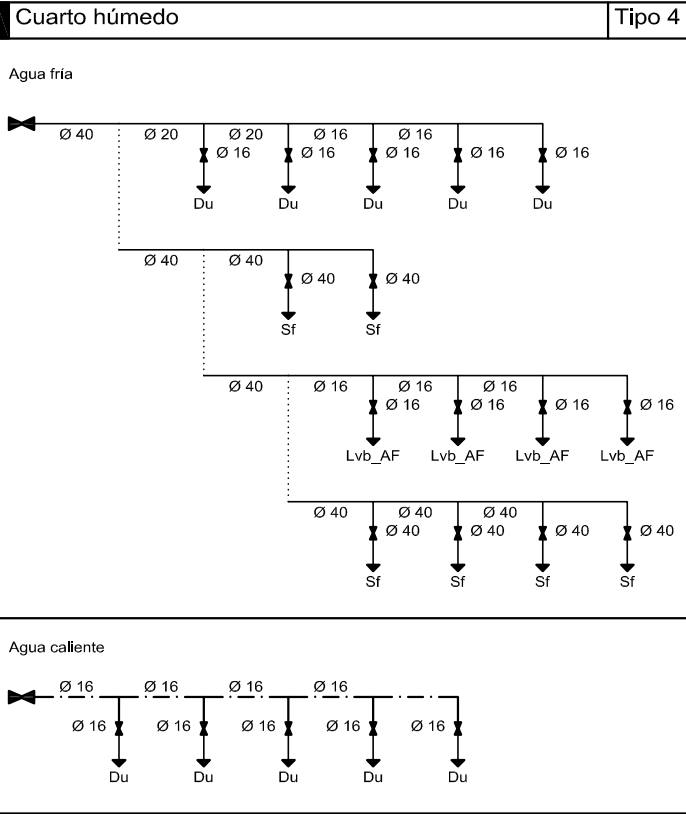 Cuarto húmedo Tipo 4
Agua fría
Ø 40 Ø 20 Ø 20 Ø 16 Ø 16
Ø 16 Ø 16 Ø 16 Ø 16 Ø 16
Du Du Du Du Du
Ø 40 Ø 40
Ø 40 Ø 40
Sf Sf
Ø 40 Ø 16 Ø 16 Ø 16
Ø 16 Ø 16 Ø 16 Ø 16
Lvb_AF Lvb_AF Lvb_AF Lvb_AF
Ø 40 Ø 40 Ø 40
Ø 40 Ø 40 Ø 40 Ø 40
Sf Sf Sf Sf
Agua caliente
Ø 16 Ø 16 Ø 16 Ø 16
Ø 16 Ø 16 Ø 16 Ø 16 Ø 16
Du Du Du Du Du